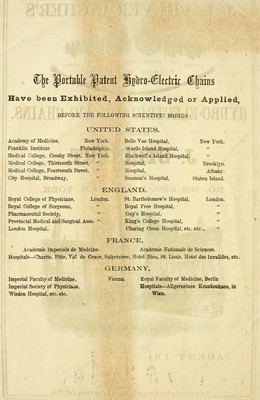 The Portable Patent Hydro-Electric Chains
Have been Exhibited, Acknowledged or Applied,
BEFORE THE FOLLOWING SCIENTIFIC BODIES:
UNITED STATES.
Academy of Medicine, New York. Belle Vue Hospital, New York.
Franklin Institute Philadelphia. Wards Island Hospital, "
Medical College, Crosby Street, New York. Blackwell's Island Hospital, "
Medical College, Thirteenth Street. " Hospital, Brooklyn.
Medical College, Fourteenth Street, " Hospital, Albany.
City Hospital, Broadway, " Seaman's Hospital, Staten Island.
ENGLAND.
Royal College of Physicians, London. St. Bartholomew's Hospital, London.
Royal College of Surgeons, " Royal Free Hospital, "
Pharmaceutical Society, " Guy's Hospital, "
Provincial Medical and Surgical Asso. " King's College Hospital, "
London Hospital, " Charing Cross Hospital, etc. etc., "
FRANCE.
Academie Imperiale de Medcine. Academie Nationale de Sciences.
Hospitals—Charite, Pitie, Val de Grace, Salpetriere, Hotel Dieu, St. Louis, Hotel des Invalides, etc.
GERMANY,
Imperial Faculty of Medicine, Vienna. Royal Faculty of Medicine, Berlin
Imperial Society of Physicians, Hospitals—Allgemeines Krankenhaus, in
Wieden Hospital, etc. etc. Wien.